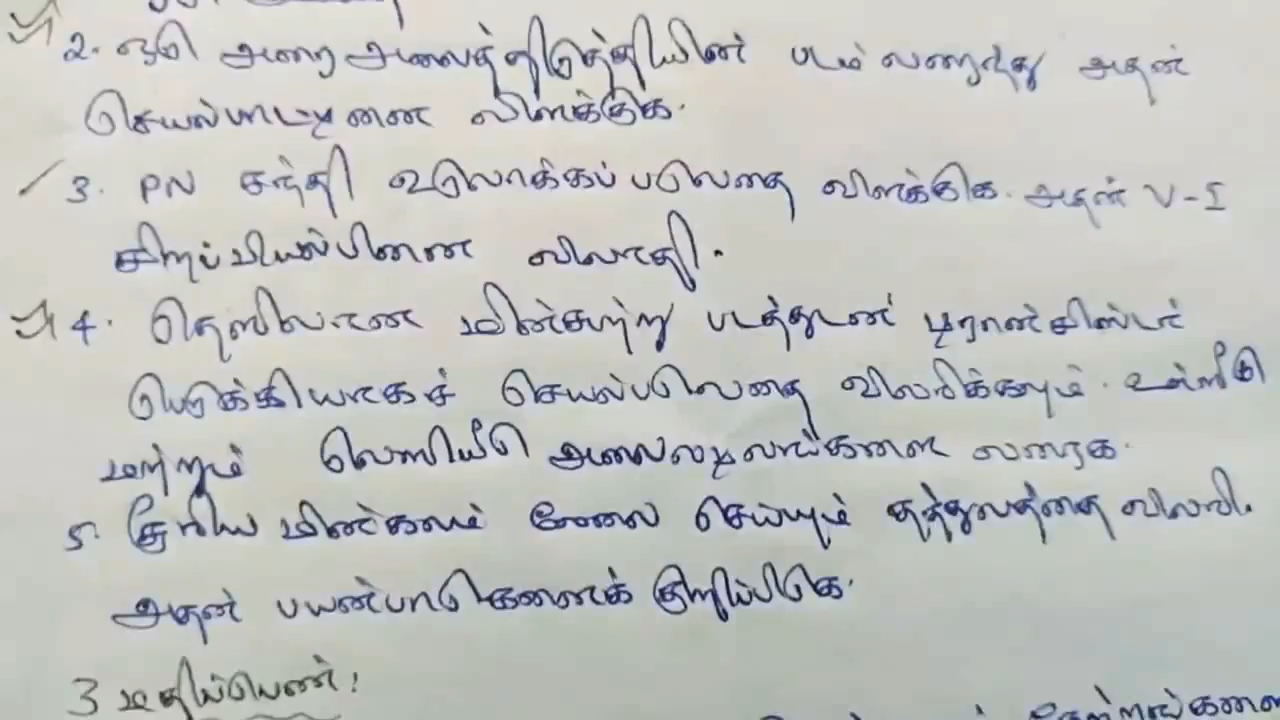 2. ஒரு அறை அலைத்திருத்தியின் படம் வரைந்து அதன்
செயல்பாட்டினை விளக்குக.
3. PN சந்தி உருவாக்கப்படுவதை விளக்குக. அதன் V-I
சிறப்பியல்பினை விவாதி.
4. தெளிவான மின்சுற்று படத்துடன் டிரான்சிஸ்டர்
பெருக்கியாகச் செயல்படுவதை விவரிக்கவும். உள்ளீடு
மற்றும் வெளியீடு அலைவடிவங்களை வரைக.
5. சூரிய மின்கலம் வேலை செய்யும் தத்துவத்தை விவரி.
அதன் பயன்பாடுகளைக் குறிப்பிடுக.
3 மதிப்பெண்: